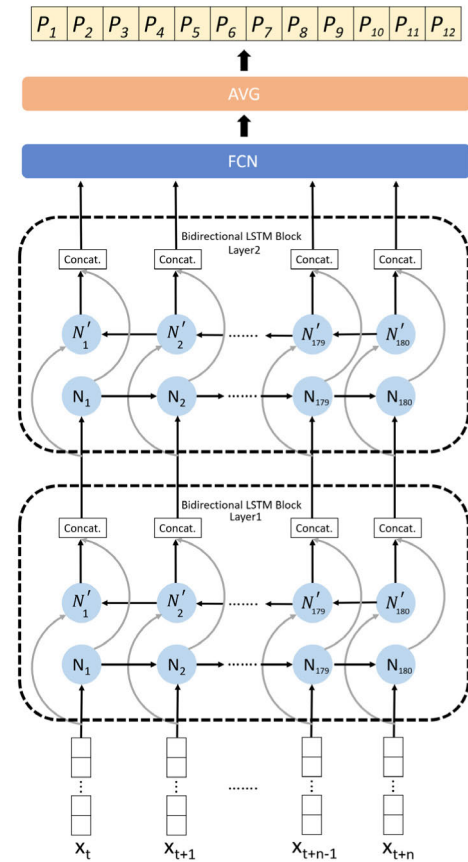 P1 P2 P3 P4 P5 P6 P7 P8 P9 P10 P11 P12
AVG
FCN
Bidirectional LSTM Block
Layer2
Concat. Concat. Concat. Concat.
N′1 N′2 ....... N′179 N′180
N1 N2 ....... N179 N180
Bidirectional LSTM Block
Layer1
Concat. Concat. Concat. Concat.
N′1 N′2 ....... N′179 N′180
N1 N2 ....... N179 N180
.......
xt xt+1 xt+n-1 xt+n